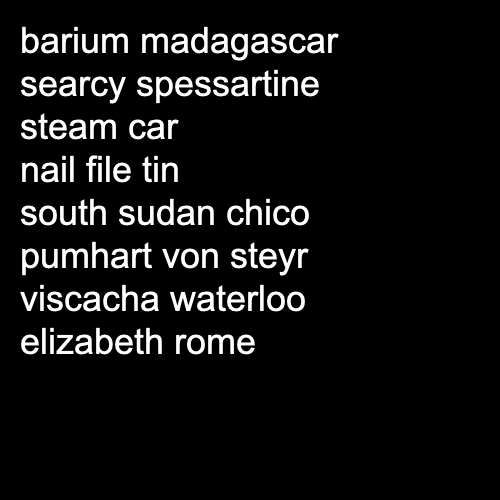 barium madagascar
searcy spessartine
steam car
nail file tin
south sudan chico
pumhart von steyr
viscacha waterloo
elizabeth rome